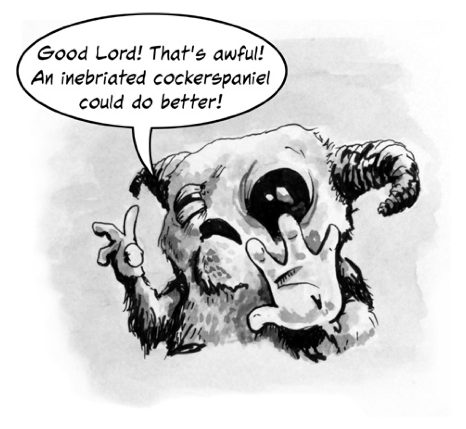 Good Lord! That's awful!
An inebriated cockerspaniel
could do better!